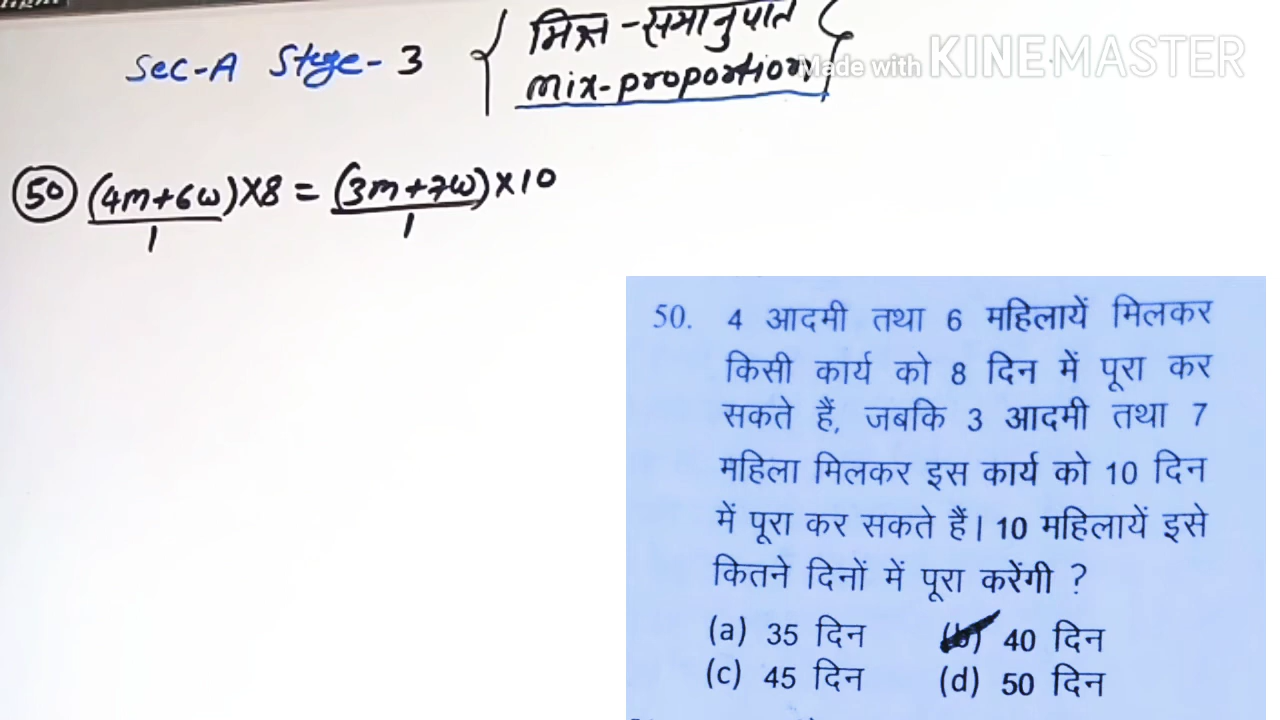 Sec-A Stage-3 { मिश्र-समानुपात
mix-proportion }
Made with KINEMASTER
50 (4m+6w)×8 = (3m+7w)×10
1 1
50. 4 आदमी तथा 6 महिलायें मिलकर
किसी कार्य को 8 दिन में पूरा कर
सकते हैं, जबकि 3 आदमी तथा 7
महिला मिलकर इस कार्य को 10 दिन
में पूरा कर सकते हैं। 10 महिलायें इसे
कितने दिनों में पूरा करेंगी ?
(a) 35 दिन (b) 40 दिन
(c) 45 दिन (d) 50 दिन